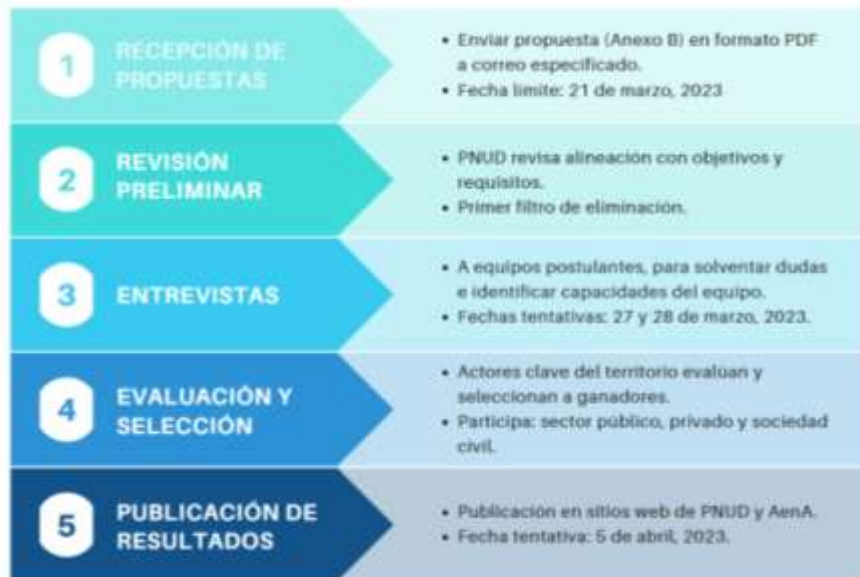 1
RECEPCIÓN DE
PROPUESTAS
• Enviar propuesta (Anexo B) en formato PDF
a correo especificado.
• Fecha límite: 21 de marzo, 2023
2
REVISIÓN
PRELIMINAR
• PNUD revisa alineación con objetivos y
requisitos.
• Primer filtro de eliminación.
3
ENTREVISTAS
• A equipos postulantes, para solventar dudas
e identificar capacidades del equipo.
• Fechas tentativas: 27 y 28 de marzo, 2023.
4
EVALUACIÓN Y
SELECCIÓN
• Actores clave del territorio evalúan y
seleccionan a ganadores.
• Participa: sector público, privado y sociedad
civil.
5
PUBLICACIÓN DE
RESULTADOS
• Publicación en sitios web de PNUD y AenA.
• Fecha tentativa: 5 de abril, 2023.